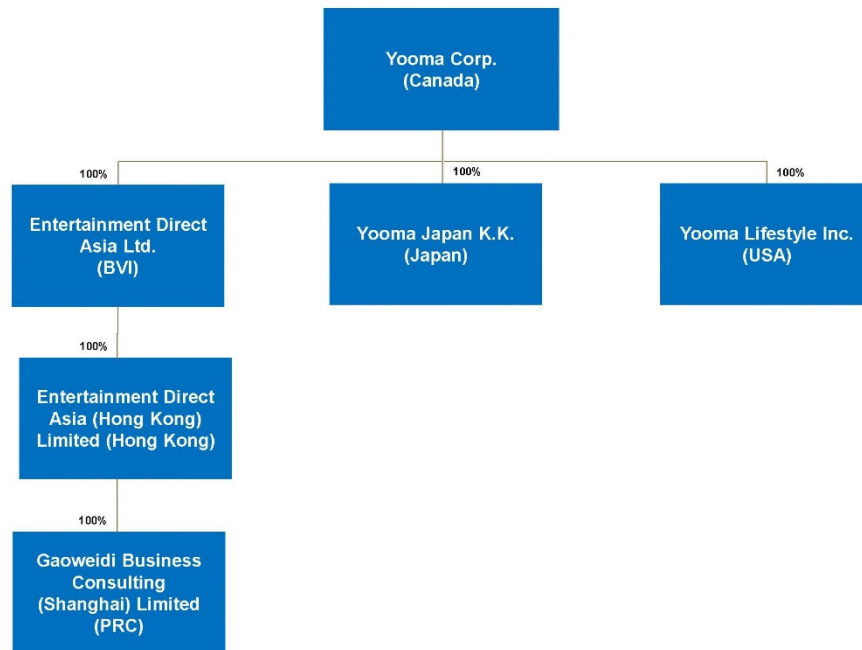 Yooma Corp.
(Canada)
100%
100%
100%
Entertainment Direct
Asia Ltd.
(BVI)
Yooma Japan K.K.
(Japan)
Yooma Lifestyle Inc.
(USA)
100%
Entertainment Direct
Asia (Hong Kong)
Limited (Hong Kong)
100%
Gaoweidi Business
Consulting
(Shanghai) Limited
(PRC)